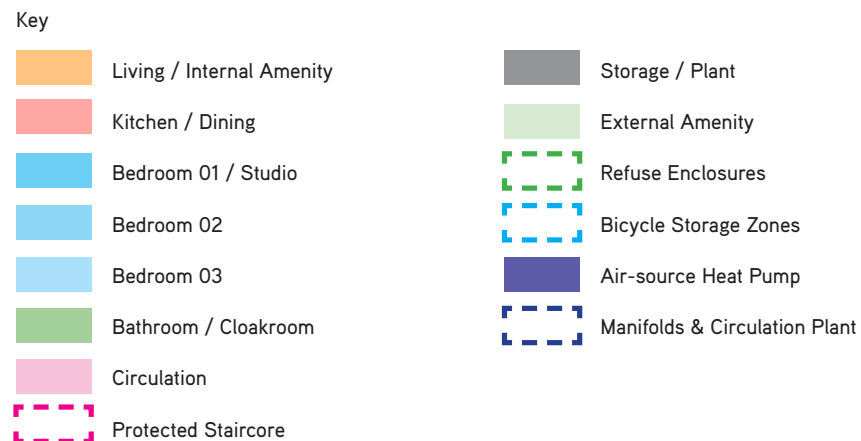 Key
Living / Internal Amenity
Kitchen / Dining
Bedroom 01 / Studio
Bedroom 02
Bedroom 03
Bathroom / Cloakroom
Circulation
Protected Staircore
Storage / Plant
External Amenity
Refuse Enclosures
Bicycle Storage Zones
Air-source Heat Pump
Manifolds & Circulation Plant